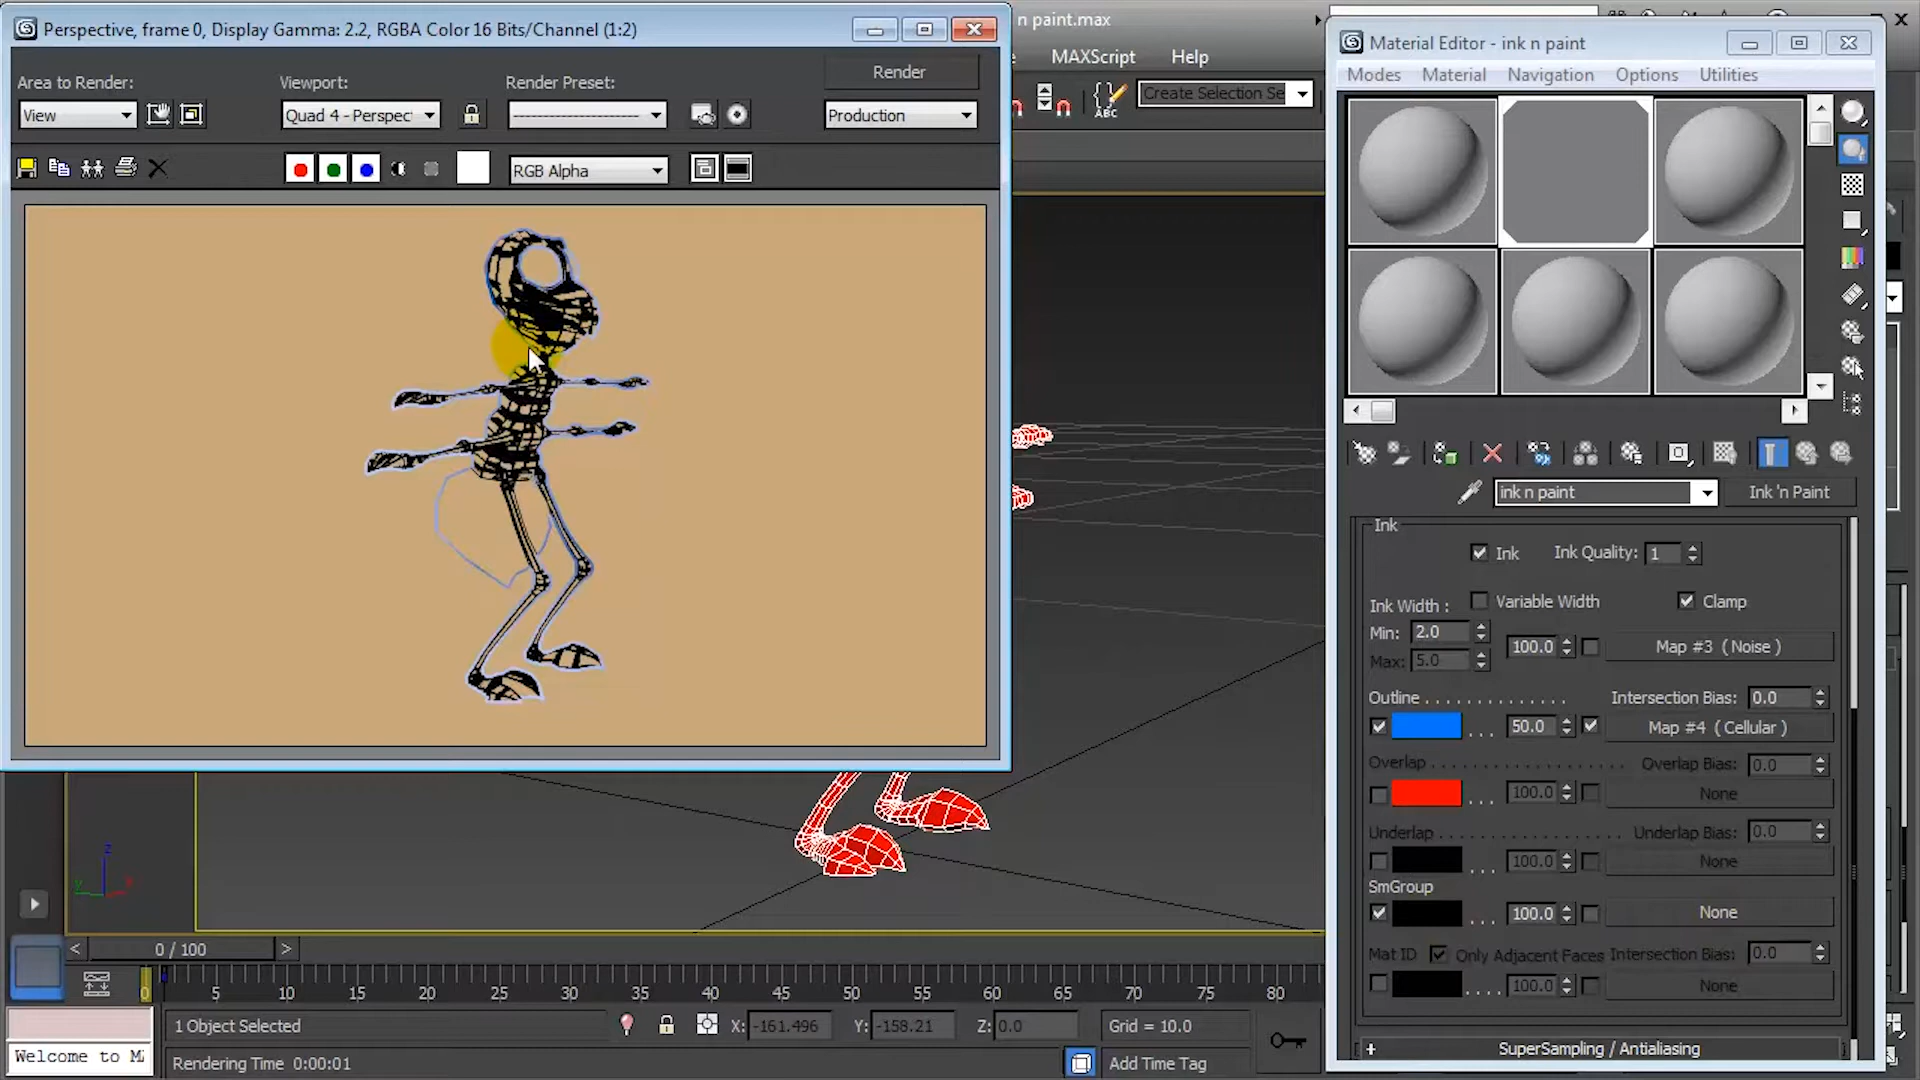 Perspective, frame 0, Display Gamma: 2.2, RGBA Color 16 Bits/Channel (1:2)
Area to Render:
View
Viewport:
Quad 4 - Perspec
Render Preset:
Render
Production
RGB Alpha
n paint.max
MAXScript
Help
ABC
Create Selection Se
Material Editor - ink n paint
Modes
Material
Navigation
Options
Utilities
ink n paint
Ink 'n Paint
Ink
Ink
Ink Quality:
1
Ink Width :
Variable Width
Clamp
Min:
2.0
100.0
Map #3 ( Noise )
Max:
5.0
Outline . . . . . . . . . . . . . .
Intersection Bias:
0.0
. . .
50.0
Map #4 ( Cellular )
Overlap
Overlap Bias:
0.0
. . .
100.0
None
Underlap
Underlap Bias:
0.0
. . .
100.0
None
SmGroup
. . .
100.0
None
Mat ID
Only Adjacent Faces
Intersection Bias:
0.0
. . . .
100.0
None
+
SuperSampling / Antialiasing
z
y
x
<
0 / 100
>
0
5
10
15
20
25
30
35
40
45
50
55
60
65
70
75
80
1 Object Selected
X:
-161.496
Y:
-158.21
Z:
0.0
Grid = 10.0
Welcome to M
Rendering Time 0:00:01
Add Time Tag